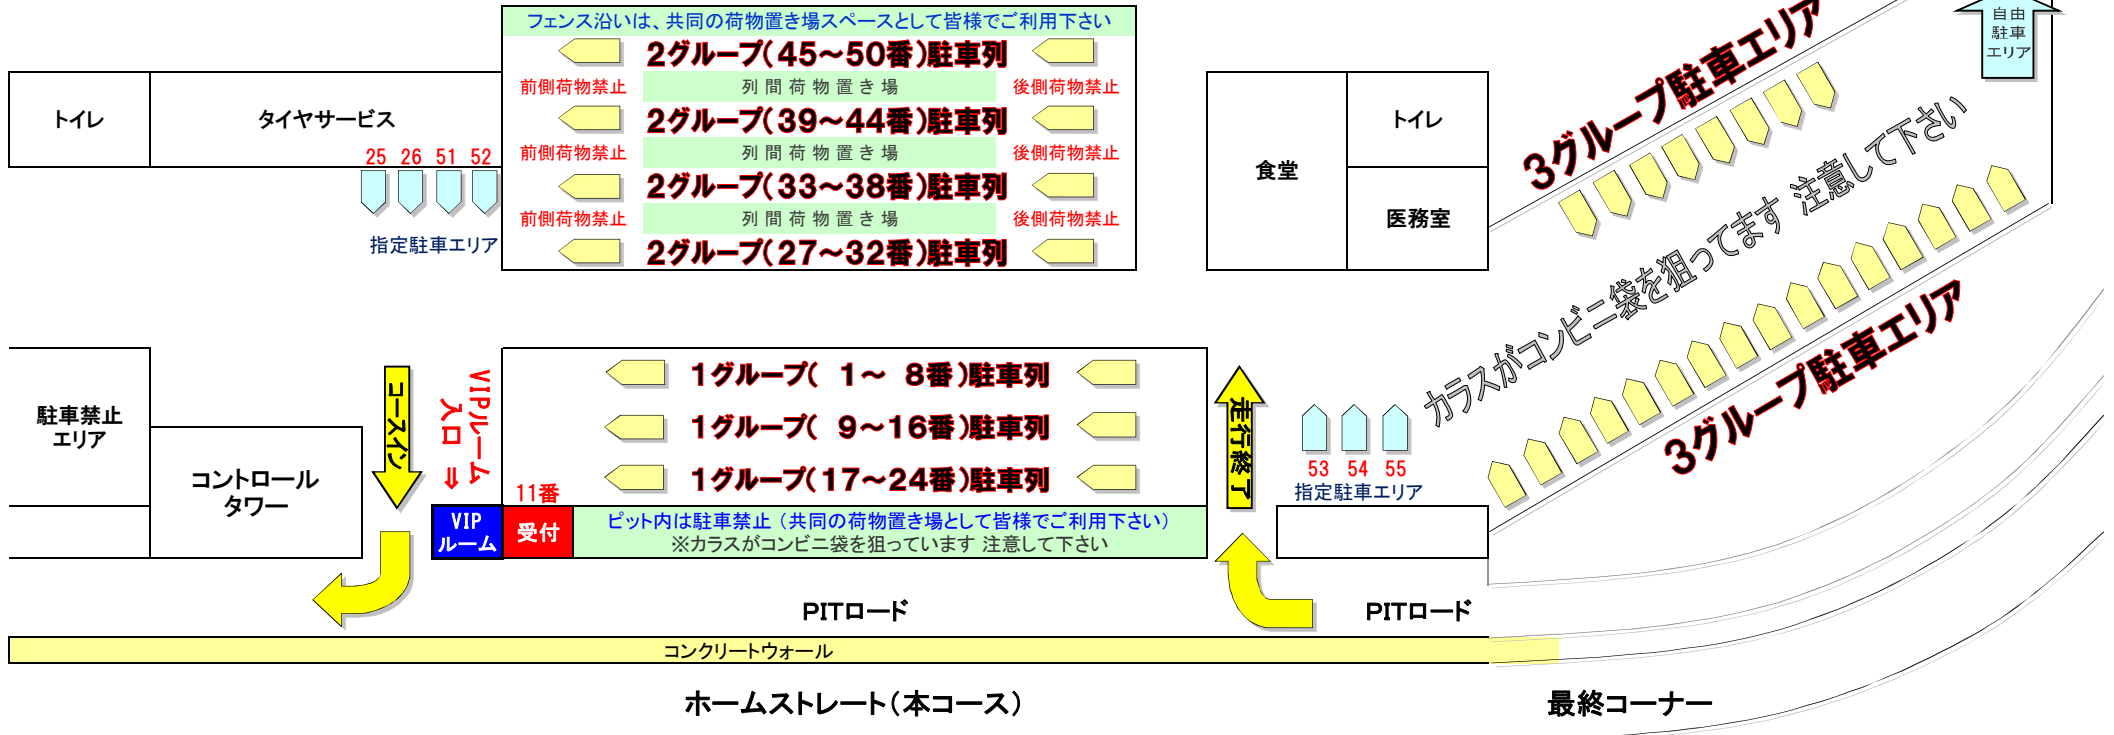 フェンス沿いは、共同の荷物置き場スペースとして皆様でご利用下さい
2グループ(45～50番)駐車列
前側荷物禁止 列間荷物置き場 後側荷物禁止
2グループ(39～44番)駐車列
前側荷物禁止 列間荷物置き場 後側荷物禁止
2グループ(33～38番)駐車列
前側荷物禁止 列間荷物置き場 後側荷物禁止
2グループ(27～32番)駐車列
トイレ
タイヤサービス
25 26 51 52
指定駐車エリア
食堂
トイレ
医務室
自由
駐車
エリア
3グループ駐車エリア
カラスがコンビニ袋を狙ってます 注意して下さい
3グループ駐車エリア
駐車禁止
エリア
コントロール
タワー
コースイン
VIPルーム
入口 ⇒
1グループ( 1～ 8番)駐車列
1グループ( 9～16番)駐車列
1グループ(17～24番)駐車列
走行終了
53 54 55
指定駐車エリア
11番
VIP
ルーム
受付
ピット内は駐車禁止（共同の荷物置き場として皆様でご利用下さい）
※カラスがコンビニ袋を狙っています 注意して下さい
PITロード
PITロード
コンクリートウォール
ホームストレート(本コース)
最終コーナー